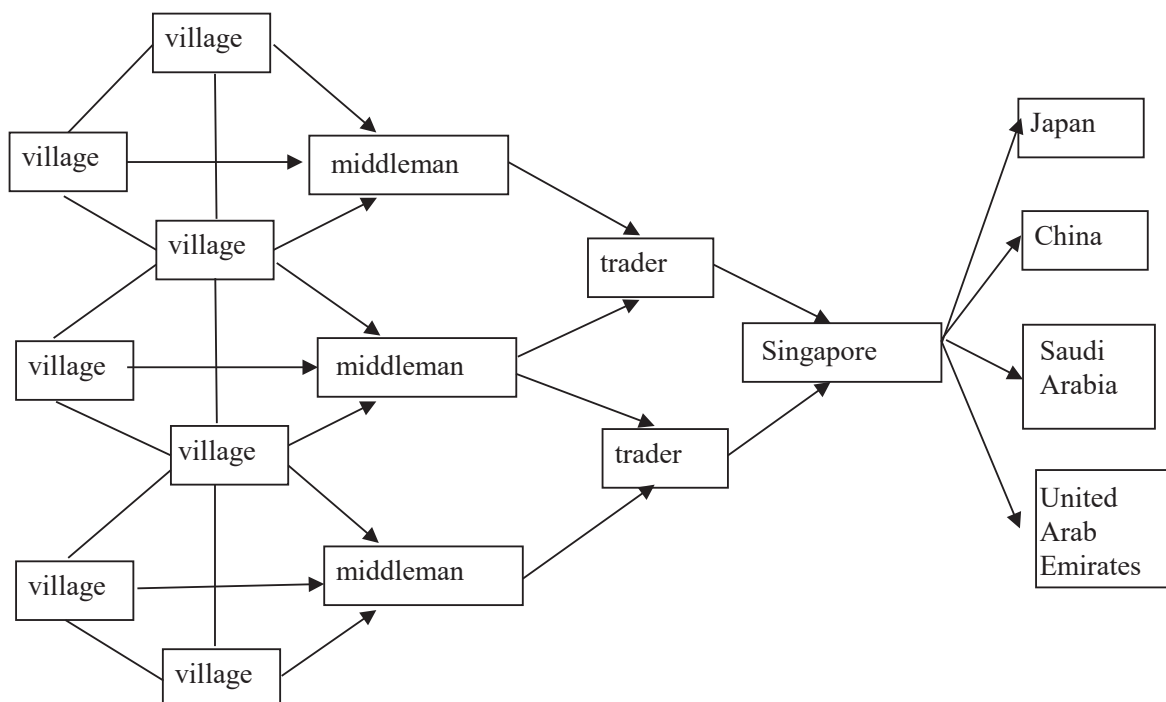 village
Japan
village
middleman
China
village
trader
Singapore
Saudi
Arabia
village
middleman
village
trader
United
Arab
Emirates
village
middleman
village